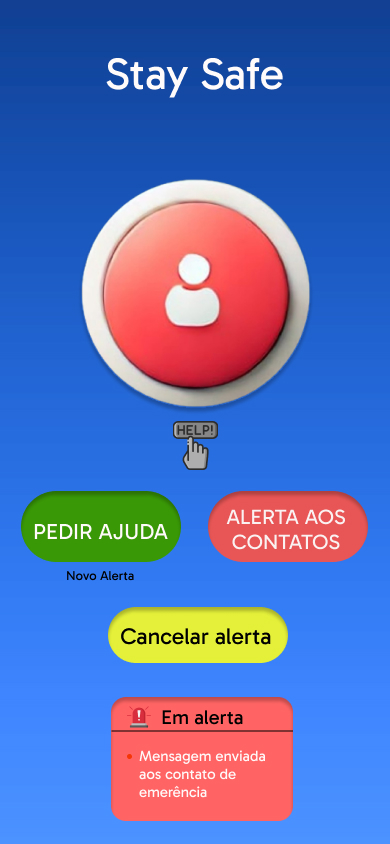 Stay Safe
HELP!
PEDIR AJUDA
ALERTA AOS
CONTATOS
Novo Alerta
Cancelar alerta
Em alerta
Mensagem enviada
aos contato de
emerência